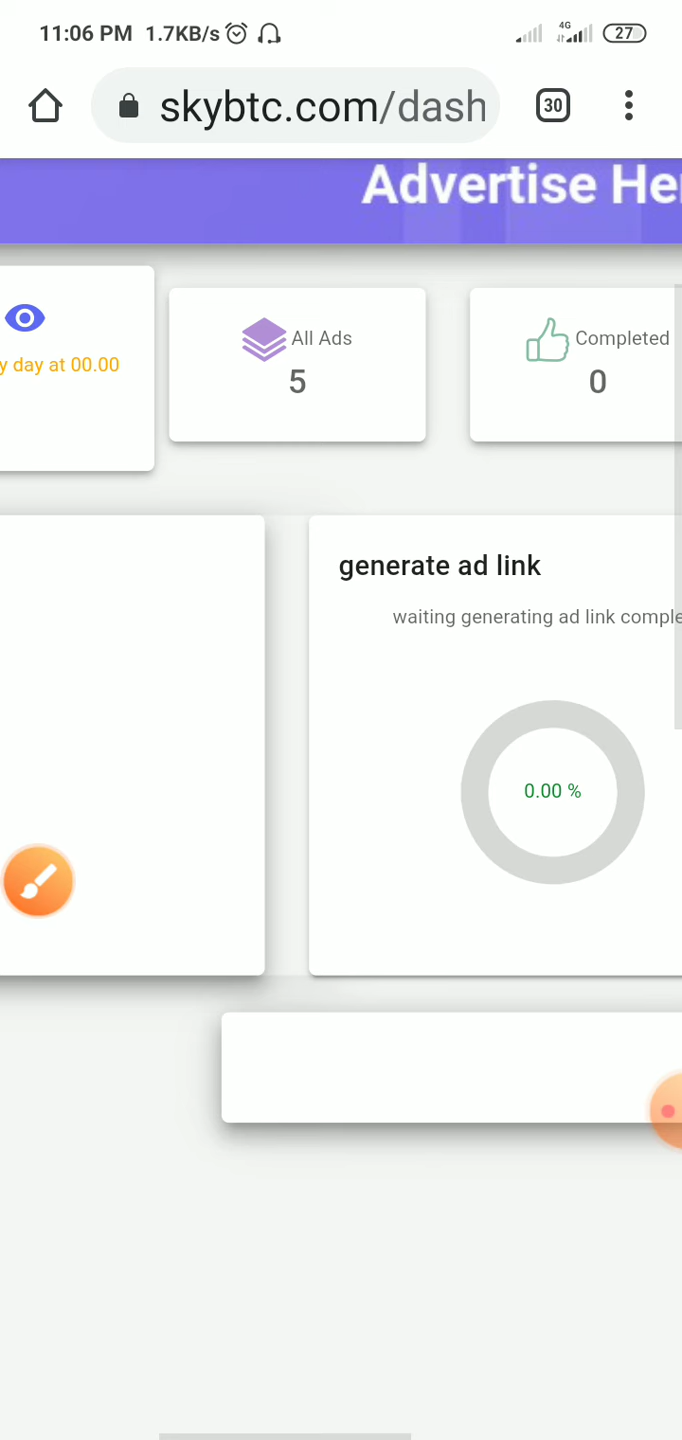 11:06 PM 1.7KB/s 4G 27
skybtc.com/dash 30
Advertise He
y day at 00.00
All Ads
5
Completed
0
generate ad link
waiting generating ad link comple
0.00 %